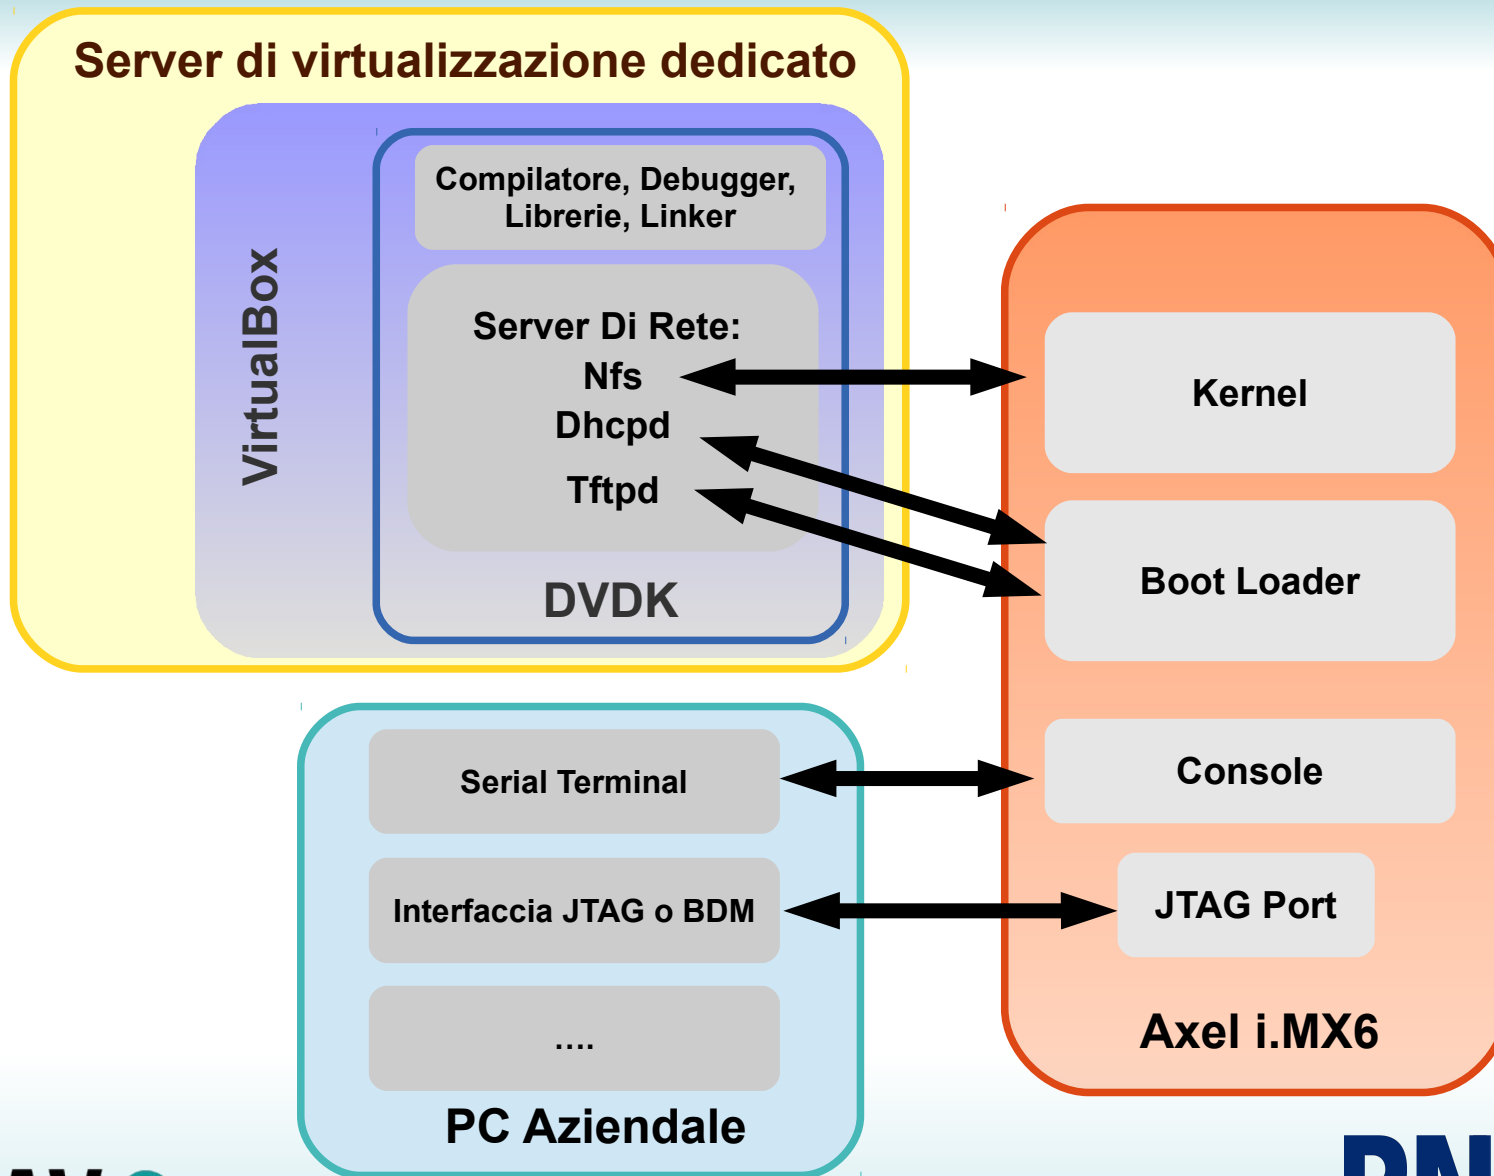 Server di virtualizzazione dedicato
VirtualBox
Compilatore, Debugger,
Librerie, Linker
Server Di Rete:
Nfs
Dhcpd
Tftpd
DVDK
Kernel
Boot Loader
Console
JTAG Port
Axel i.MX6
Serial Terminal
Interfaccia JTAG o BDM
....
PC Aziendale